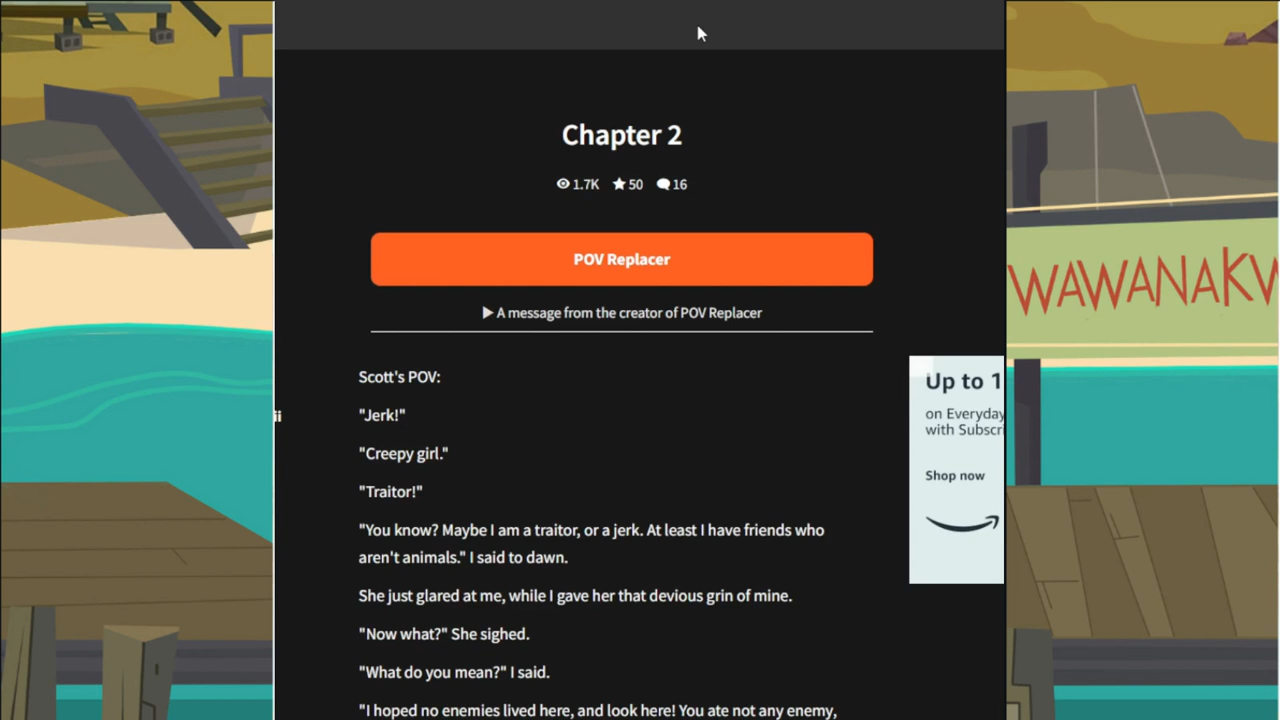 Chapter 2
1.7K 50 16
POV Replacer
▶ A message from the creator of POV Replacer
Scott's POV:
"Jerk!"
"Creepy girl."
"Traitor!"
"You know? Maybe I am a traitor, or a jerk. At least I have friends who
aren't animals." I said to dawn.
She just glared at me, while I gave her that devious grin of mine.
"Now what?" She sighed.
"What do you mean?" I said.
"I hoped no enemies lived here, and look here! You ate not any enemy,
ii
Up to 1
on Everyday
with Subscri
Shop now
WAWANAKW